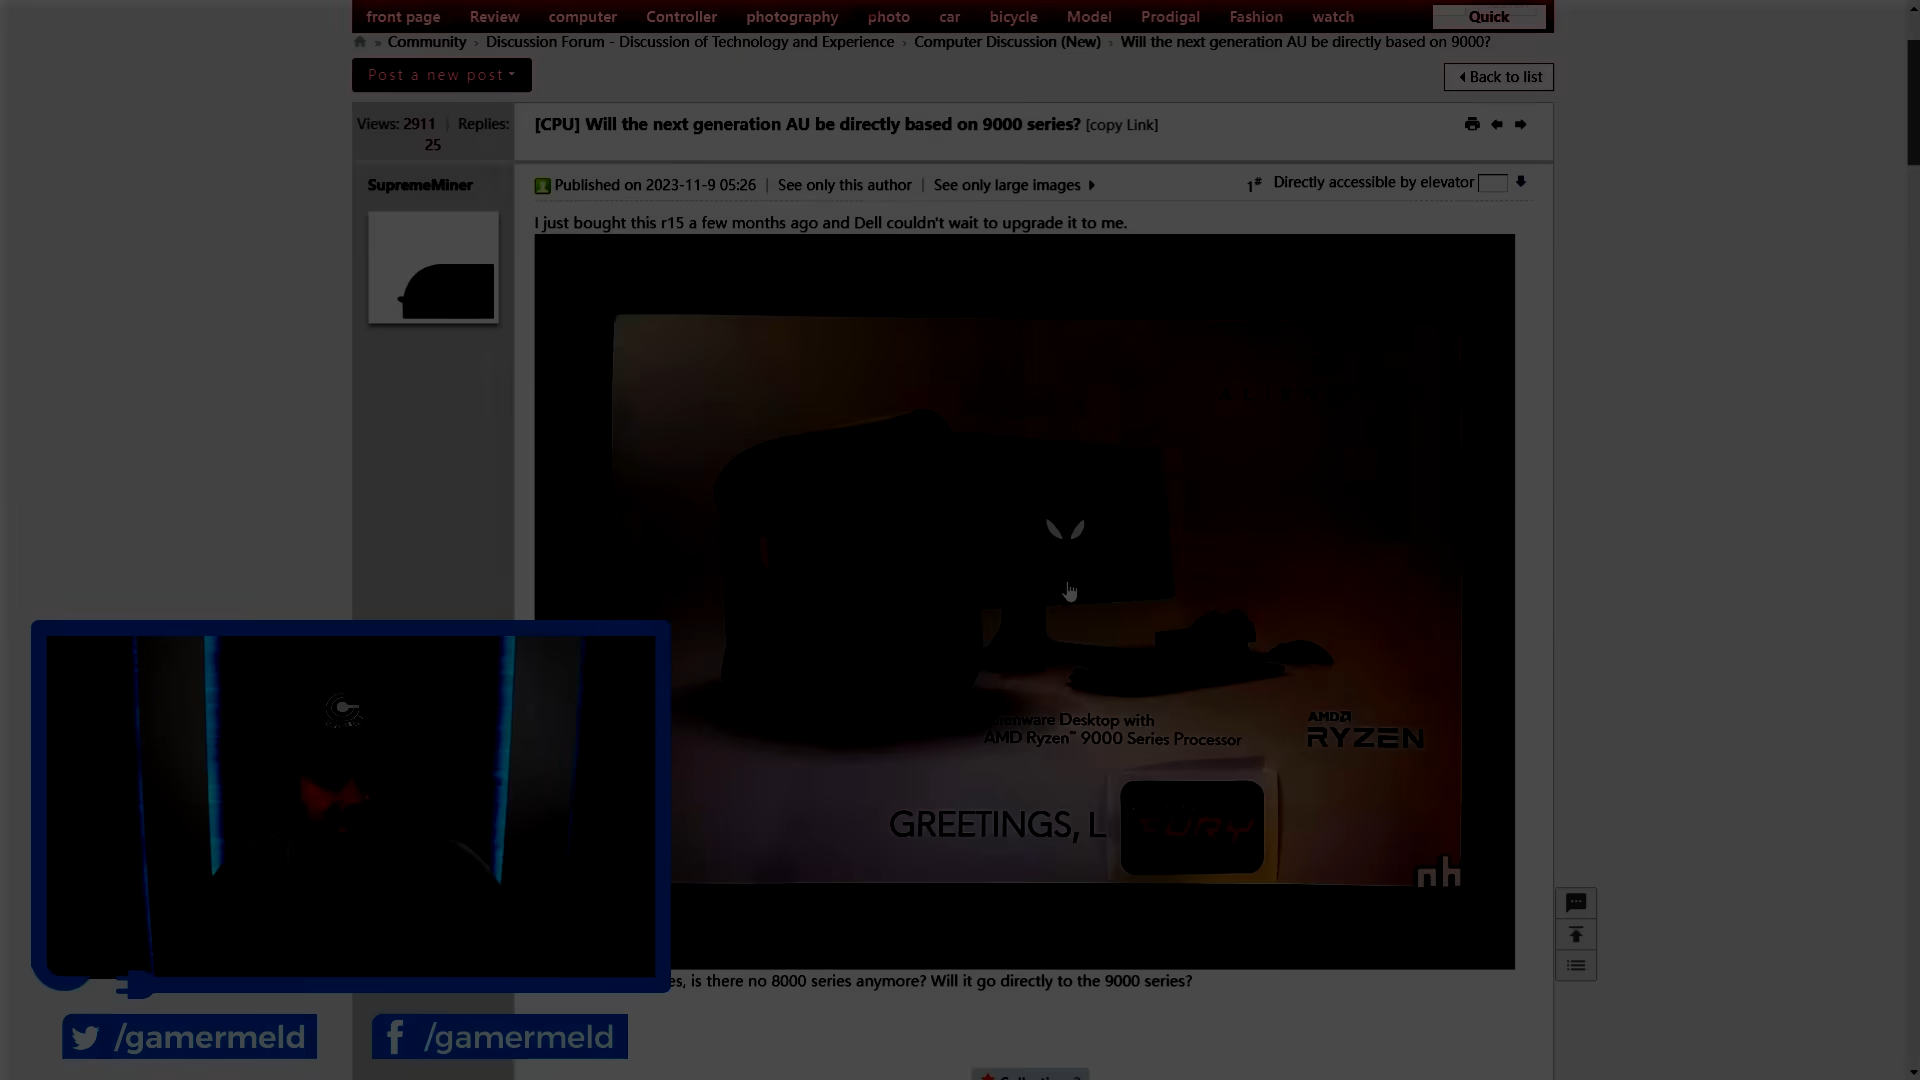 front page Review computer Controller photography photo car bicycle Model Prodigal Fashion watch Quick
» Community › Discussion Forum - Discussion of Technology and Experience › Computer Discussion (New) › Will the next generation AU be directly based on 9000?
Post a new post
Back to list
Views: 2911 | Replies: 25
[CPU] Will the next generation AU be directly based on 9000 series? [copy Link]
SupremeMiner
Published on 2023-11-9 05:26 | See only this author | See only large images
1# Directly accessible by elevator
I just bought this r15 a few months ago and Dell couldn't wait to upgrade it to me.
Desktop with
AMD Ryzen™ 9000 Series Processor
AMD
RYZEN
GREETINGS, L
FURY
nh
es, is there no 8000 series anymore? Will it go directly to the 9000 series?
/gamermeld
/gamermeld